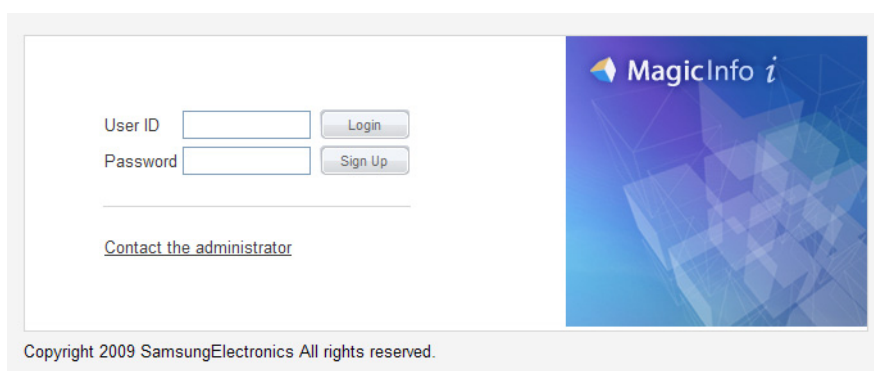 MagicInfo i
User ID
Login
Password
Sign Up
Contact the administrator
Copyright 2009 SamsungElectronics All rights reserved.